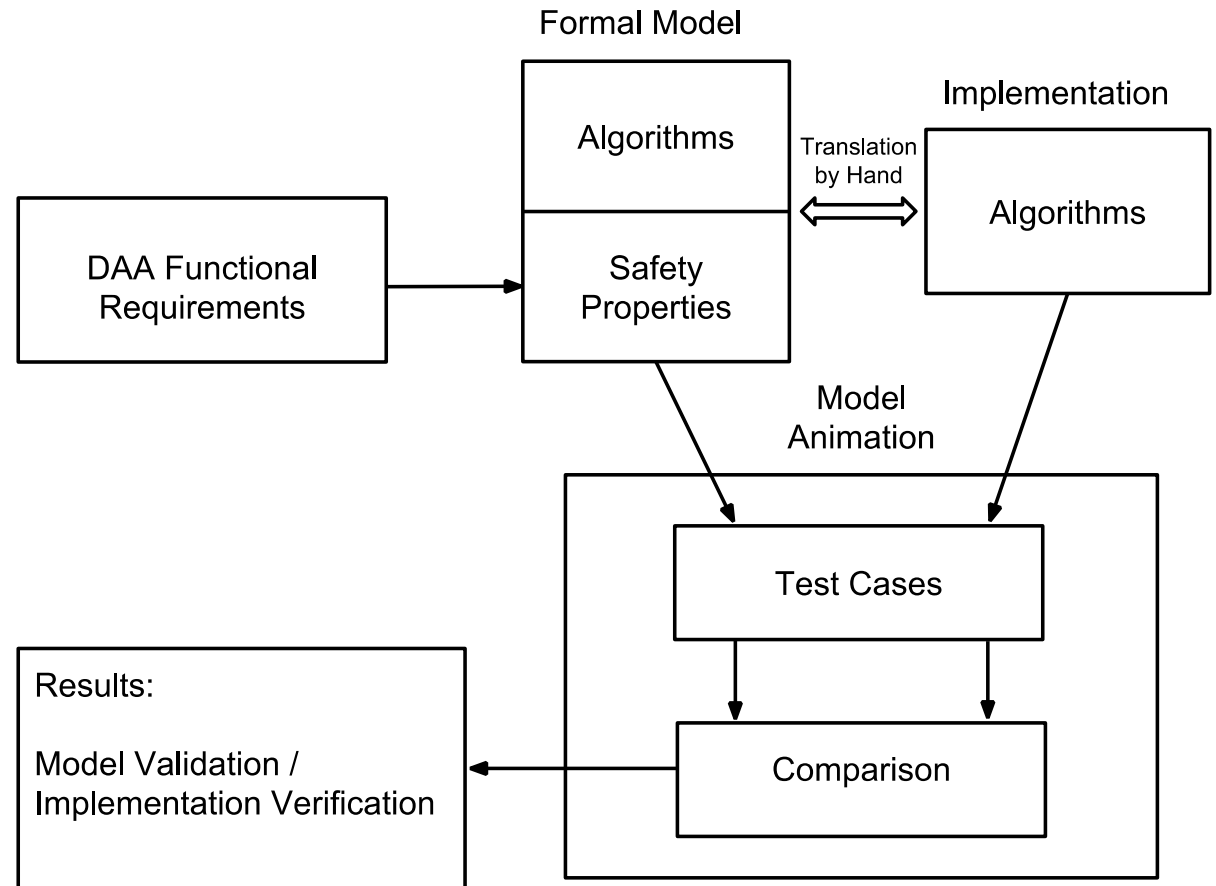 Formal Model
Implementation
Algorithms
Translation
by Hand
Algorithms
DAA Functional
Requirements
Safety
Properties
Model
Animation
Test Cases
Results:
Model Validation /
Implementation Verification
Comparison